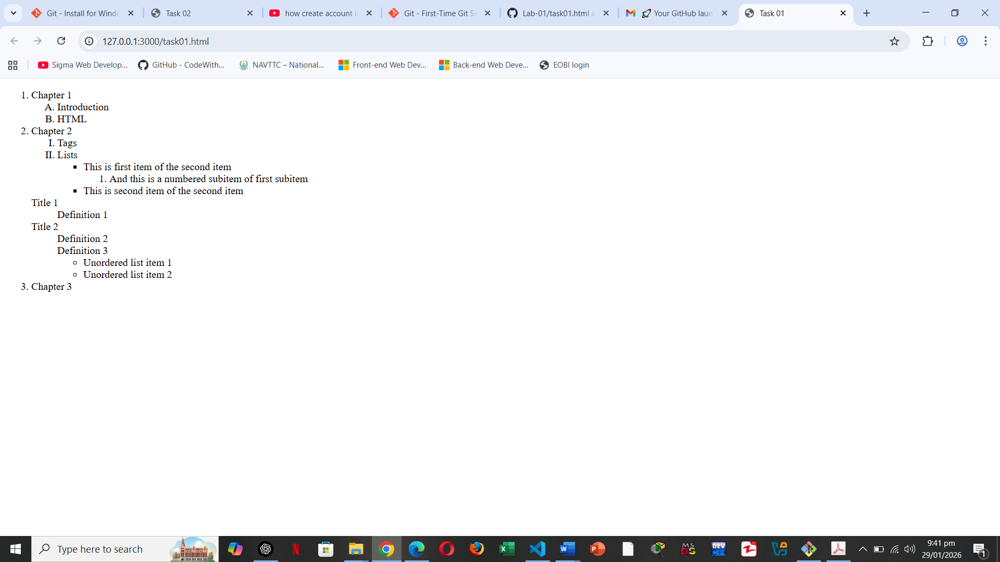 Git - Install for Windo
Task 02
how create account i
Git - First-Time Git Se
Lab-01/task01.html a
🚀 Your GitHub laun
Task 01
127.0.0.1:3000/task01.html
Sigma Web Develop...
GitHub - CodeWith...
NAVTTC – National...
Front-end Web Dev...
Back-end Web Deve...
EOBI login
1. Chapter 1
A. Introduction
B. HTML
2. Chapter 2
I. Tags
II. Lists
▪ This is first item of the second item
1. And this is a numbered subitem of first subitem
▪ This is second item of the second item
Title 1
Definition 1
Title 2
Definition 2
Definition 3
◦ Unordered list item 1
◦ Unordered list item 2
3. Chapter 3
Type here to search
9:41 pm
29/01/2026
1